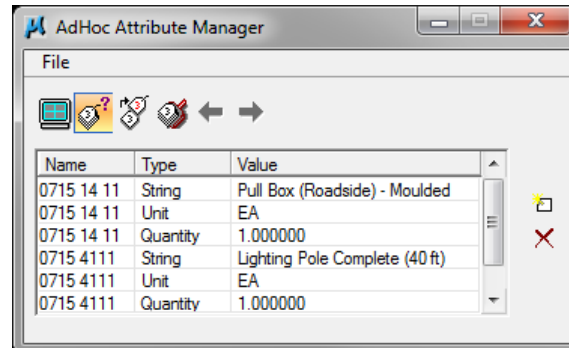 AdHoc Attribute Manager
File
Name Type Value
0715 14 11 String Pull Box (Roadside) - Moulded
0715 14 11 Unit EA
0715 14 11 Quantity 1.000000
0715 4111 String Lighting Pole Complete (40 ft)
0715 4111 Unit EA
0715 4111 Quantity 1.000000